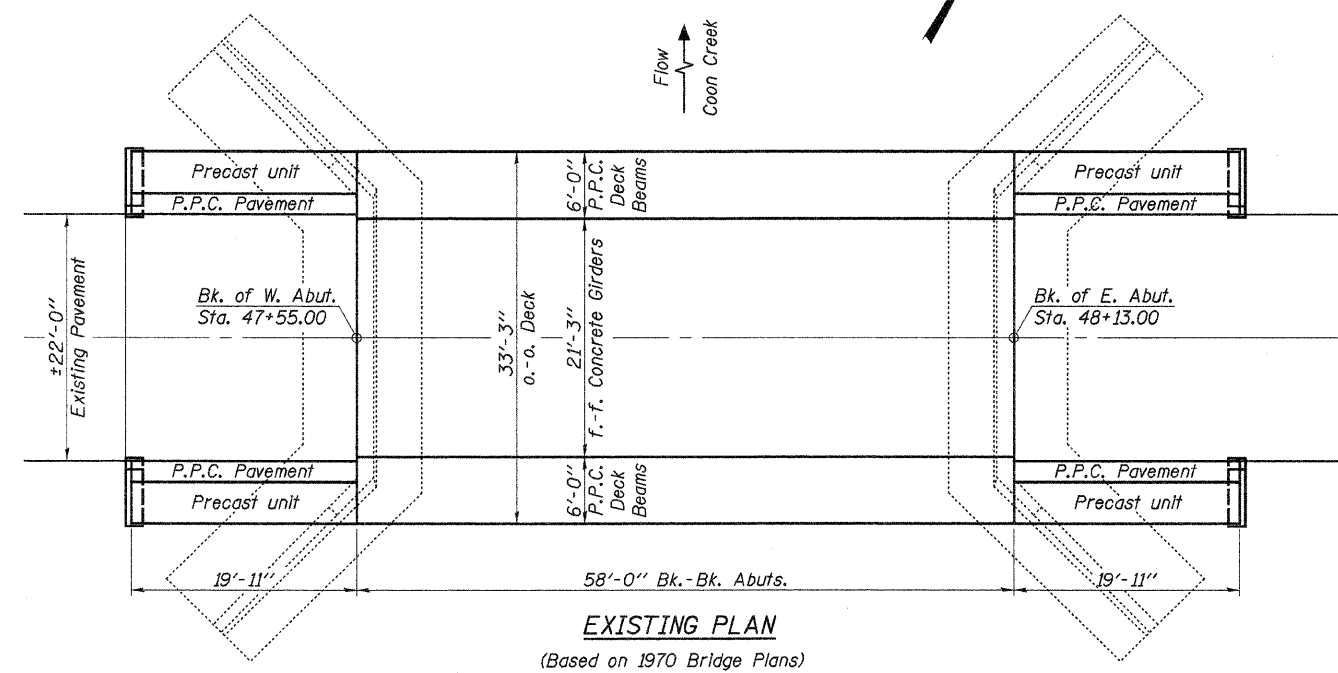 Flow
Coon Creek
Precast unit
P.P.C. Pavement
6'-0"
P.P.C.
Deck
Beams
Precast unit
P.P.C. Pavement
±22'-0"
Existing Pavement
Bk. of W. Abut.
Sta. 47+55.00
33'-3"
o.-o. Deck
21'-3"
f.-f. Concrete Girders
Bk. of E. Abut.
Sta. 48+13.00
P.P.C. Pavement
Precast unit
6'-0"
P.P.C.
Deck
Beams
P.P.C. Pavement
Precast unit
19'-11"
58'-0" Bk.-Bk. Abuts.
19'-11"
EXISTING PLAN
(Based on 1970 Bridge Plans)